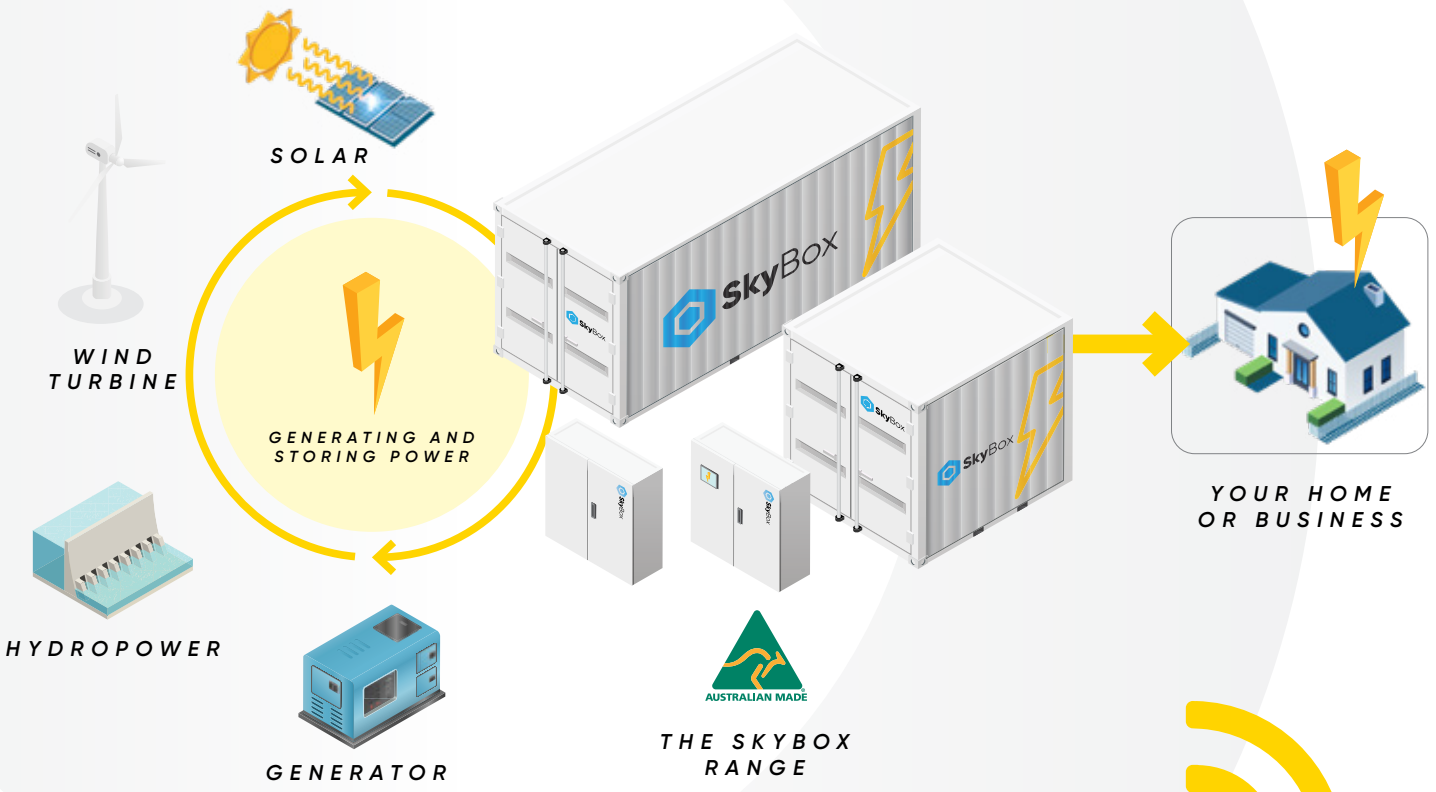 SOLAR
WIND
TURBINE
GENERATING AND
STORING POWER
HYDROPOWER
GENERATOR
SkyBox
SkyBox
SkyBox
SkyBox
SkyBox
SkyBox
AUSTRALIAN MADE
THE SKYBOX
RANGE
YOUR HOME
OR BUSINESS